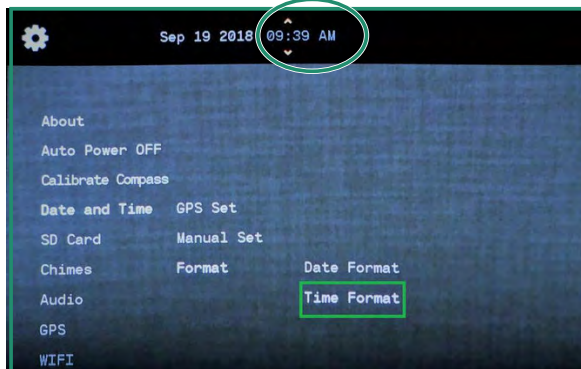 Sep 19 2018 09:39 AM
About
Auto Power OFF
Calibrate Compass
Date and Time GPS Set
SD Card Manual Set
Chimes Format Date Format
Audio Time Format
GPS
WIFI